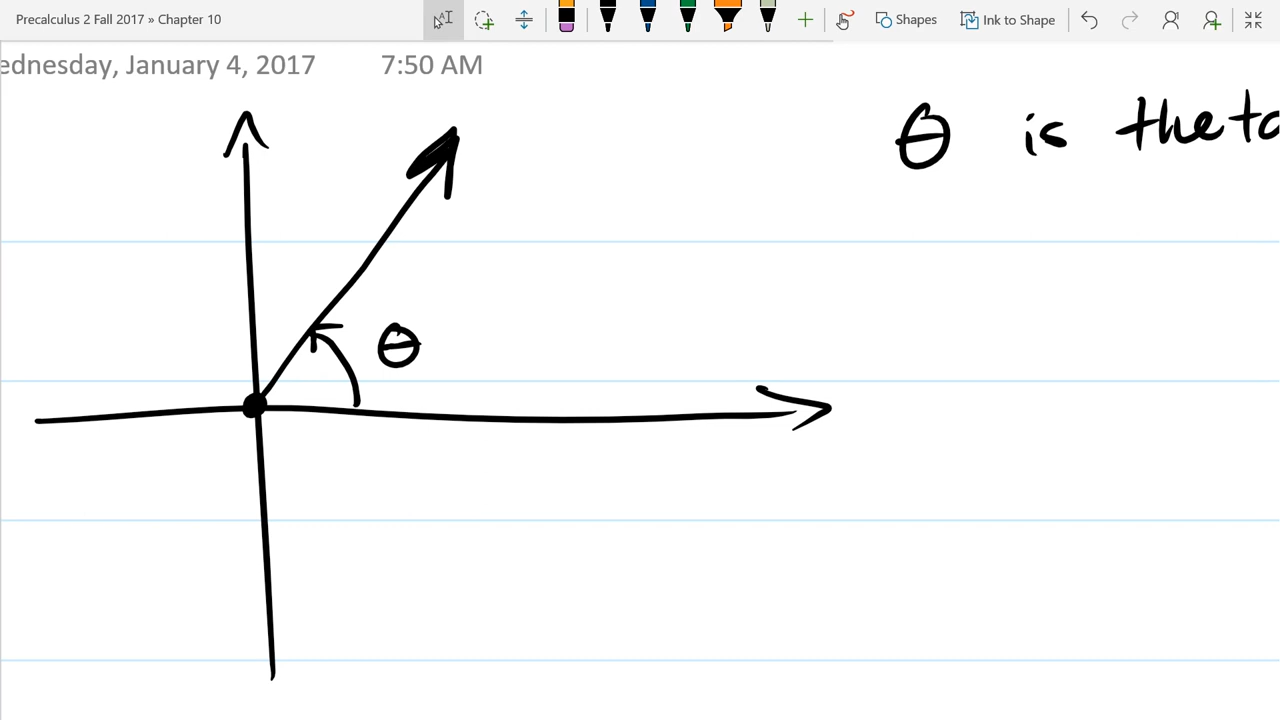 Precalculus 2 Fall 2017 » Chapter 10
Shapes
Ink to Shape
ednesday, January 4, 2017 7:50 AM
θ is theta
θ